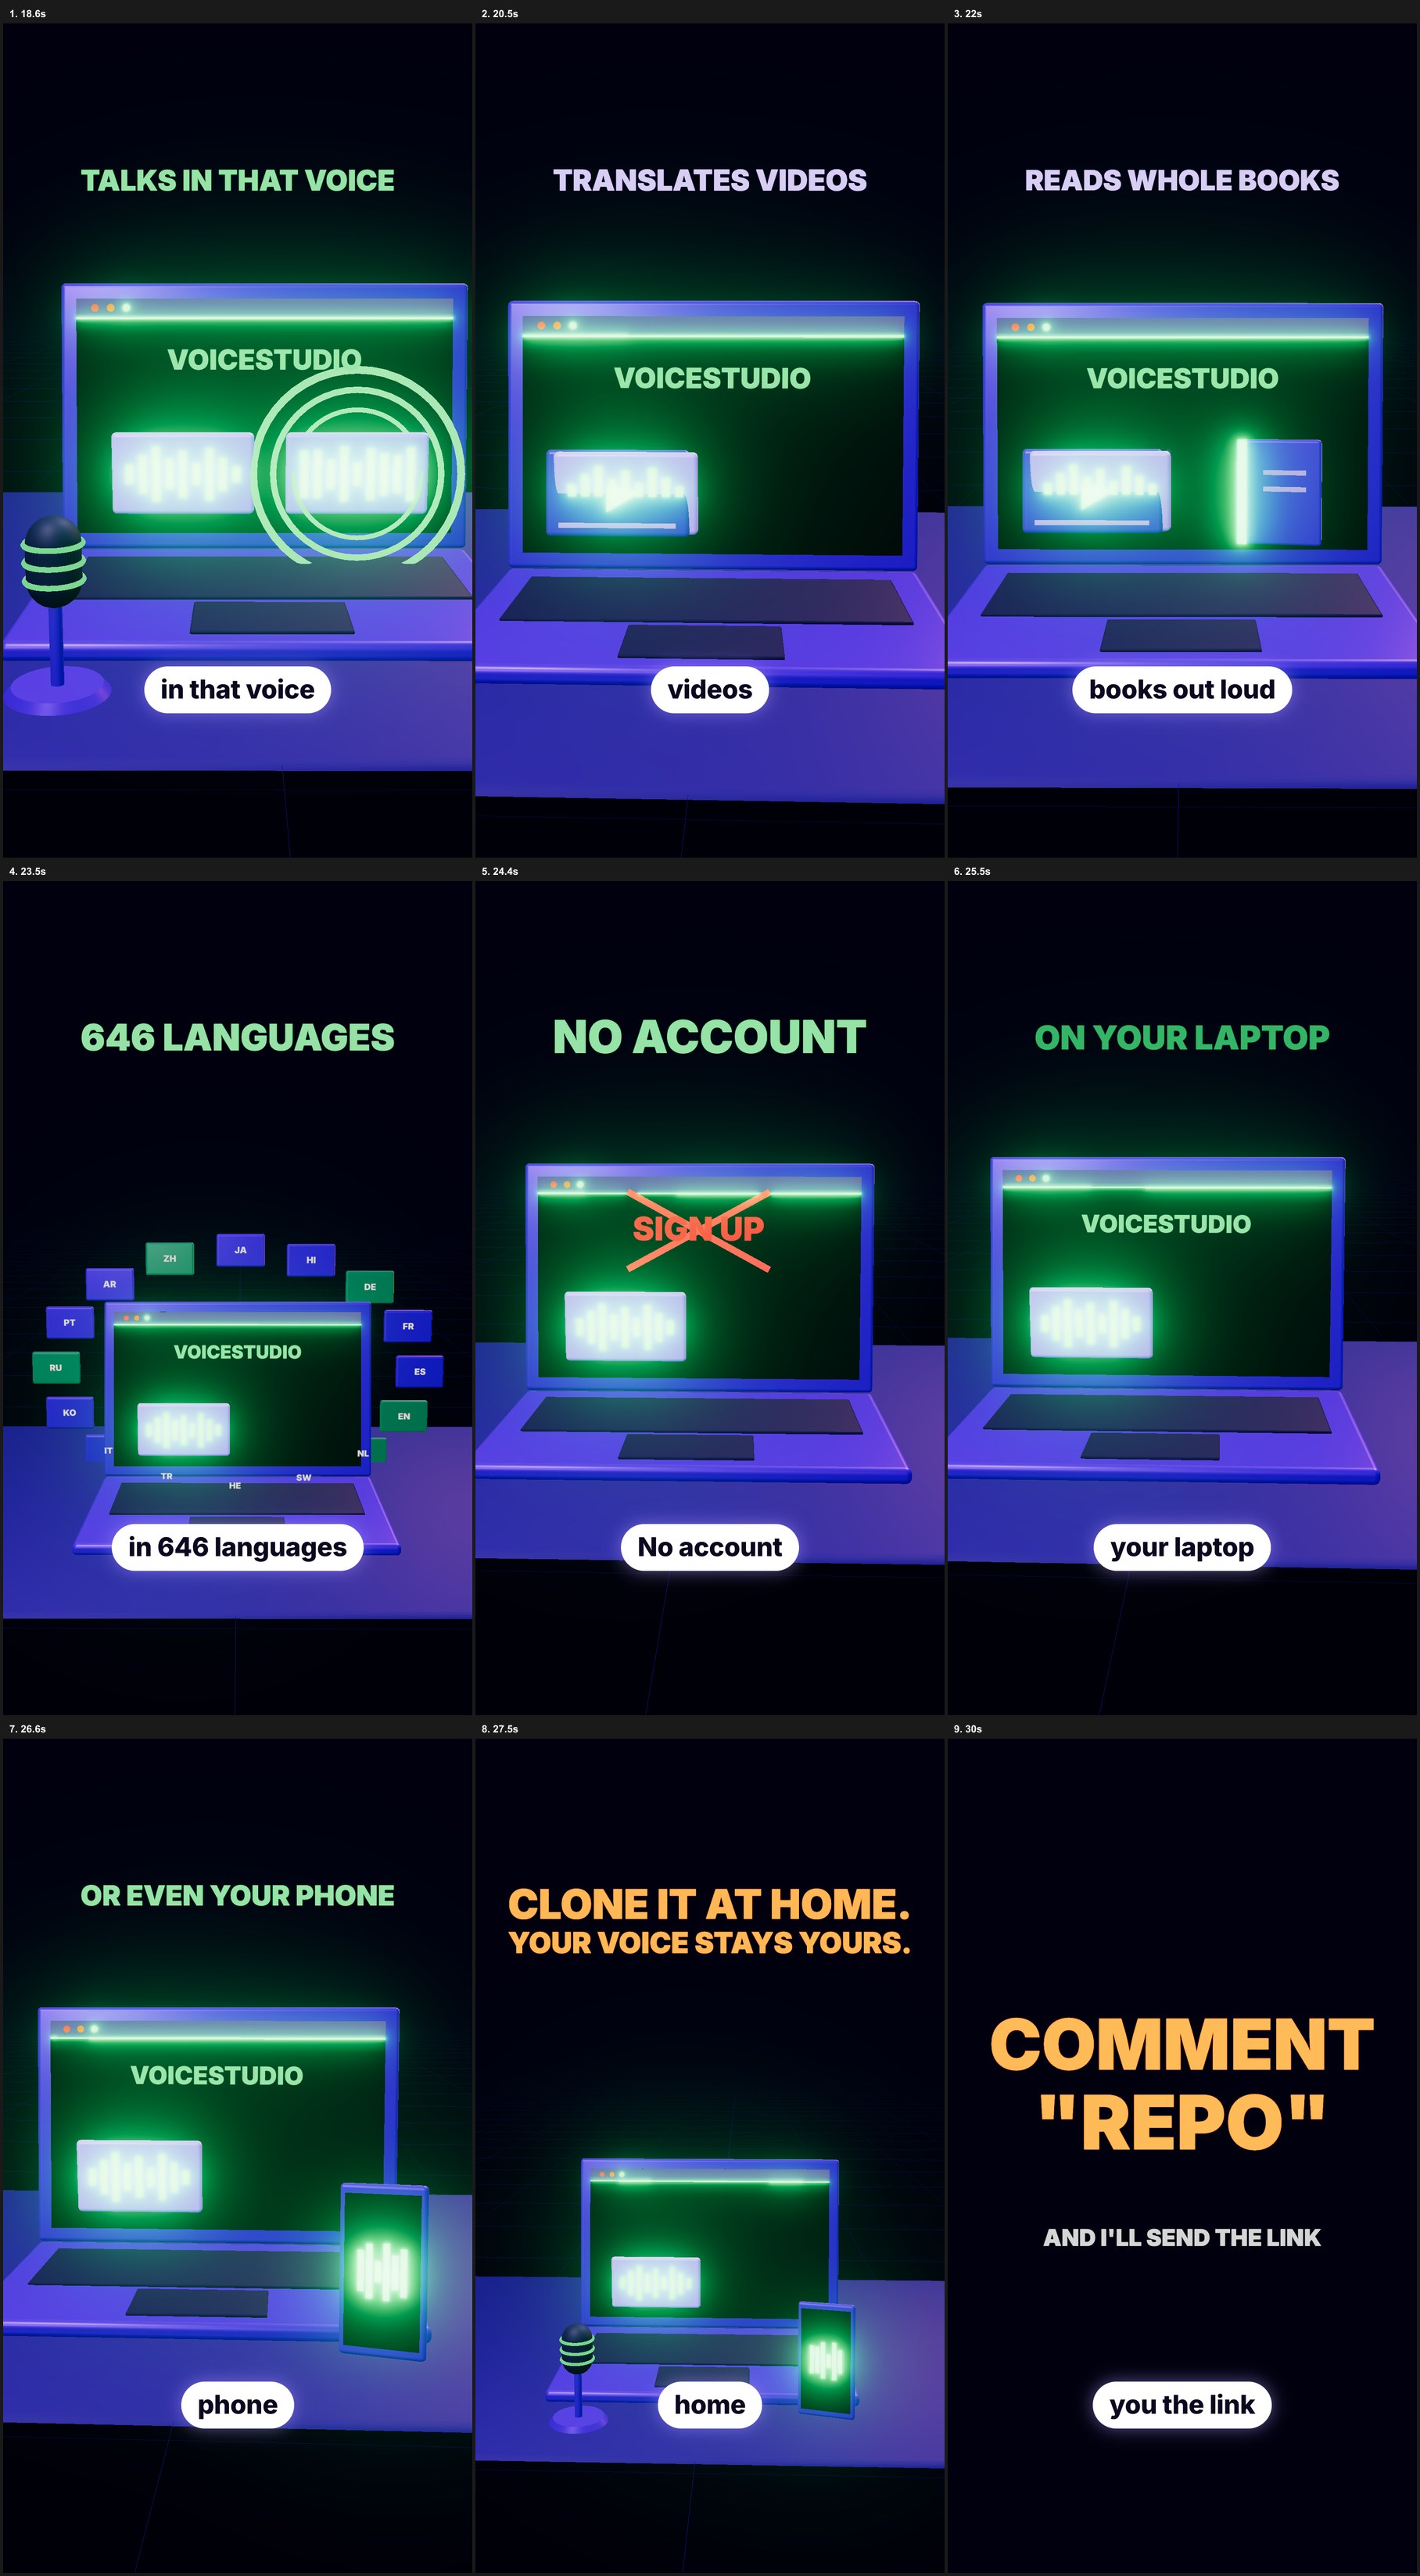 1. 18.6s
TALKS IN THAT VOICE
VOICESTUDIO
in that voice
2. 20.5s
TRANSLATES VIDEOS
VOICESTUDIO
videos
3. 22s
READS WHOLE BOOKS
VOICESTUDIO
books out loud
4. 23.5s
646 LANGUAGES
JA
ZH
HI
AR
DE
PT
FR
RU
ES
KO
EN
IT
NL
TR
SW
HE
VOICESTUDIO
in 646 languages
5. 24.4s
NO ACCOUNT
SIGN UP
No account
6. 25.5s
ON YOUR LAPTOP
VOICESTUDIO
your laptop
7. 26.6s
OR EVEN YOUR PHONE
VOICESTUDIO
phone
8. 27.5s
CLONE IT AT HOME.
YOUR VOICE STAYS YOURS.
home
9. 30s
COMMENT
"REPO"
AND I'LL SEND THE LINK
you the link